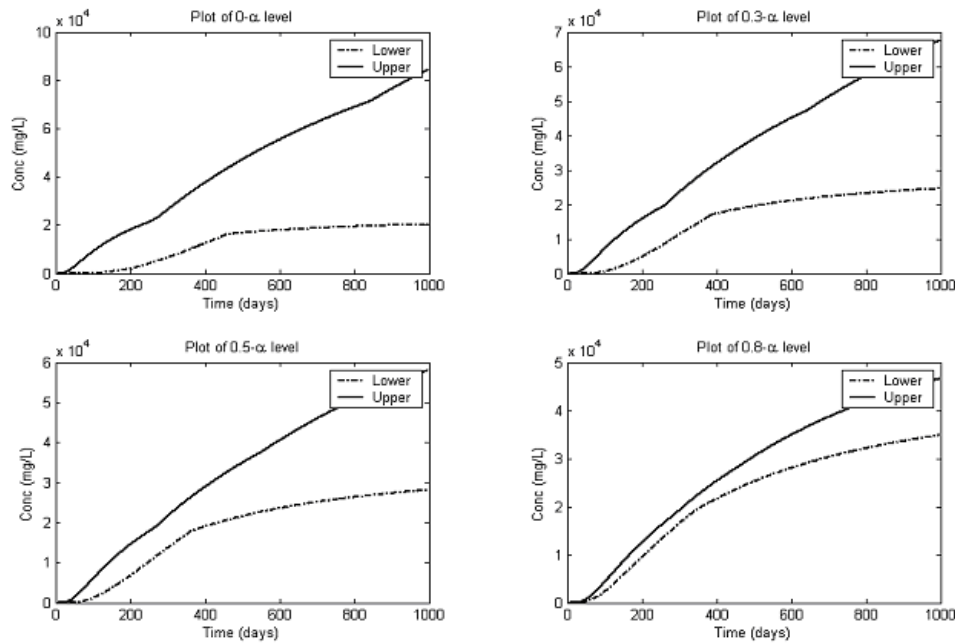 Plot of 0-α level
x 10^4
10
8
6
4
2
0
Conc (mg/L)
Lower
Upper
0 200 400 600 800 1000
Time (days)
Plot of 0.3-α level
x 10^4
7
6
5
4
3
2
1
0
Conc (mg/L)
Lower
Upper
0 200 400 600 800 1000
Time (days)
Plot of 0.5-α level
x 10^4
6
5
4
3
2
1
0
Conc (mg/L)
Lower
Upper
0 200 400 600 800 1000
Time (days)
Plot of 0.8-α level
x 10^4
5
4
3
2
1
0
Conc (mg/L)
Lower
Upper
0 200 400 600 800 1000
Time (days)